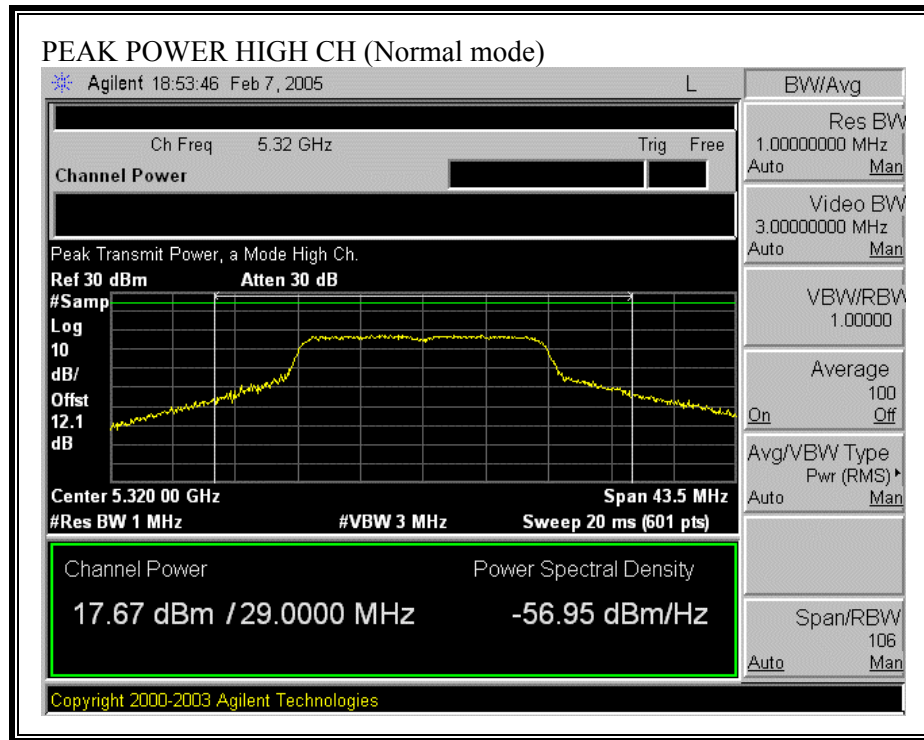 PEAK POWER HIGH CH (Normal mode)
Agilent 18:53:46 Feb 7, 2005 L
BW/Avg
Ch Freq 5.32 GHz Trig Free
Channel Power
Res BW
1.00000000 MHz
Auto Man
Video BW
3.00000000 MHz
Auto Man
VBW/RBW
1.00000
Average
100
On Off
Avg/VBW Type
Pwr (RMS)
Auto Man
Span/RBW
106
Auto Man
Peak Transmit Power, a Mode High Ch.
Ref 30 dBm Atten 30 dB
#Samp
Log
10
dB/
Offst
12.1
dB
Center 5.320 00 GHz Span 43.5 MHz
#Res BW 1 MHz #VBW 3 MHz Sweep 20 ms (601 pts)
Channel Power Power Spectral Density
17.67 dBm / 29.0000 MHz -56.95 dBm/Hz
Copyright 2000-2003 Agilent Technologies